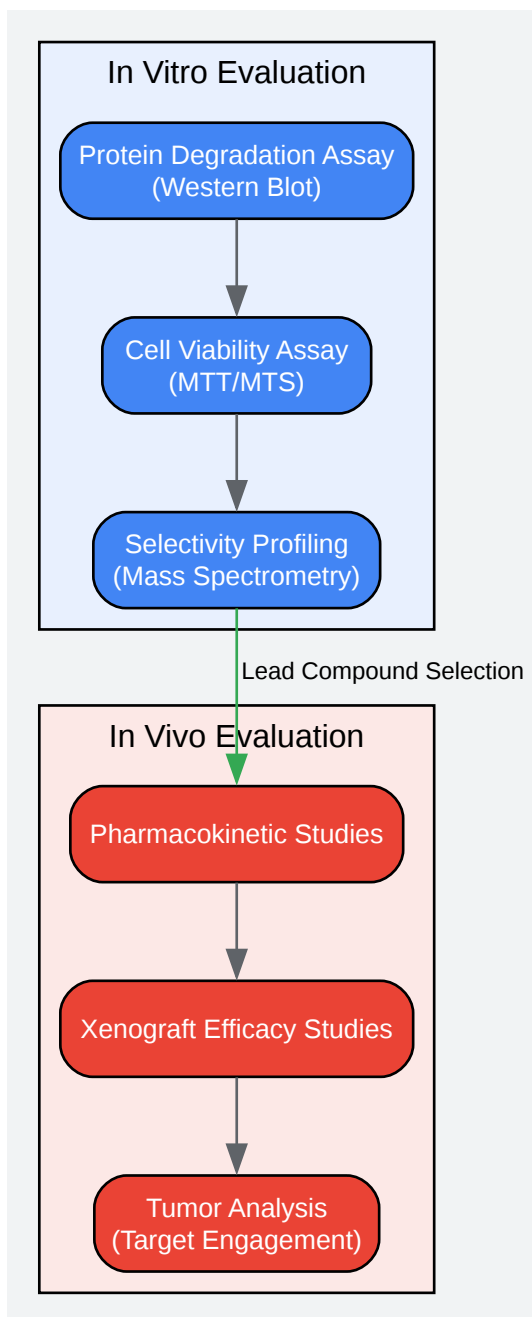 In Vitro Evaluation
Protein Degradation Assay
(Western Blot)
Cell Viability Assay
(MTT/MTS)
Selectivity Profiling
(Mass Spectrometry)
Lead Compound Selection
In Vivo Evaluation
Pharmacokinetic Studies
Xenograft Efficacy Studies
Tumor Analysis
(Target Engagement)